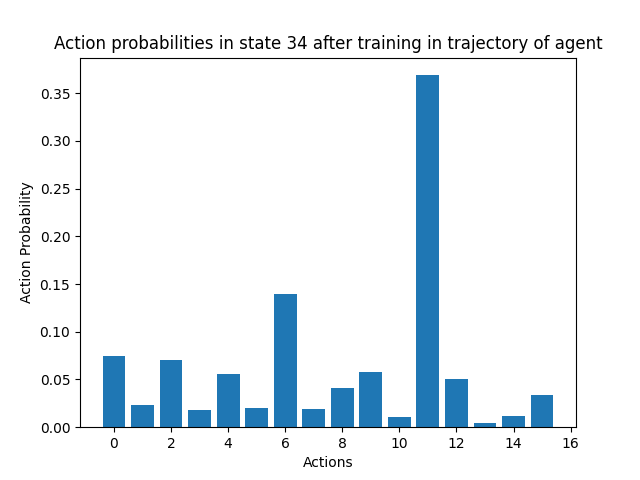 Action probabilities in state 34 after training in trajectory of agent
0.35
0.30
0.25
0.20
0.15
0.10
0.05
0.00
Action Probability
0 2 4 6 8 10 12 14 16
Actions